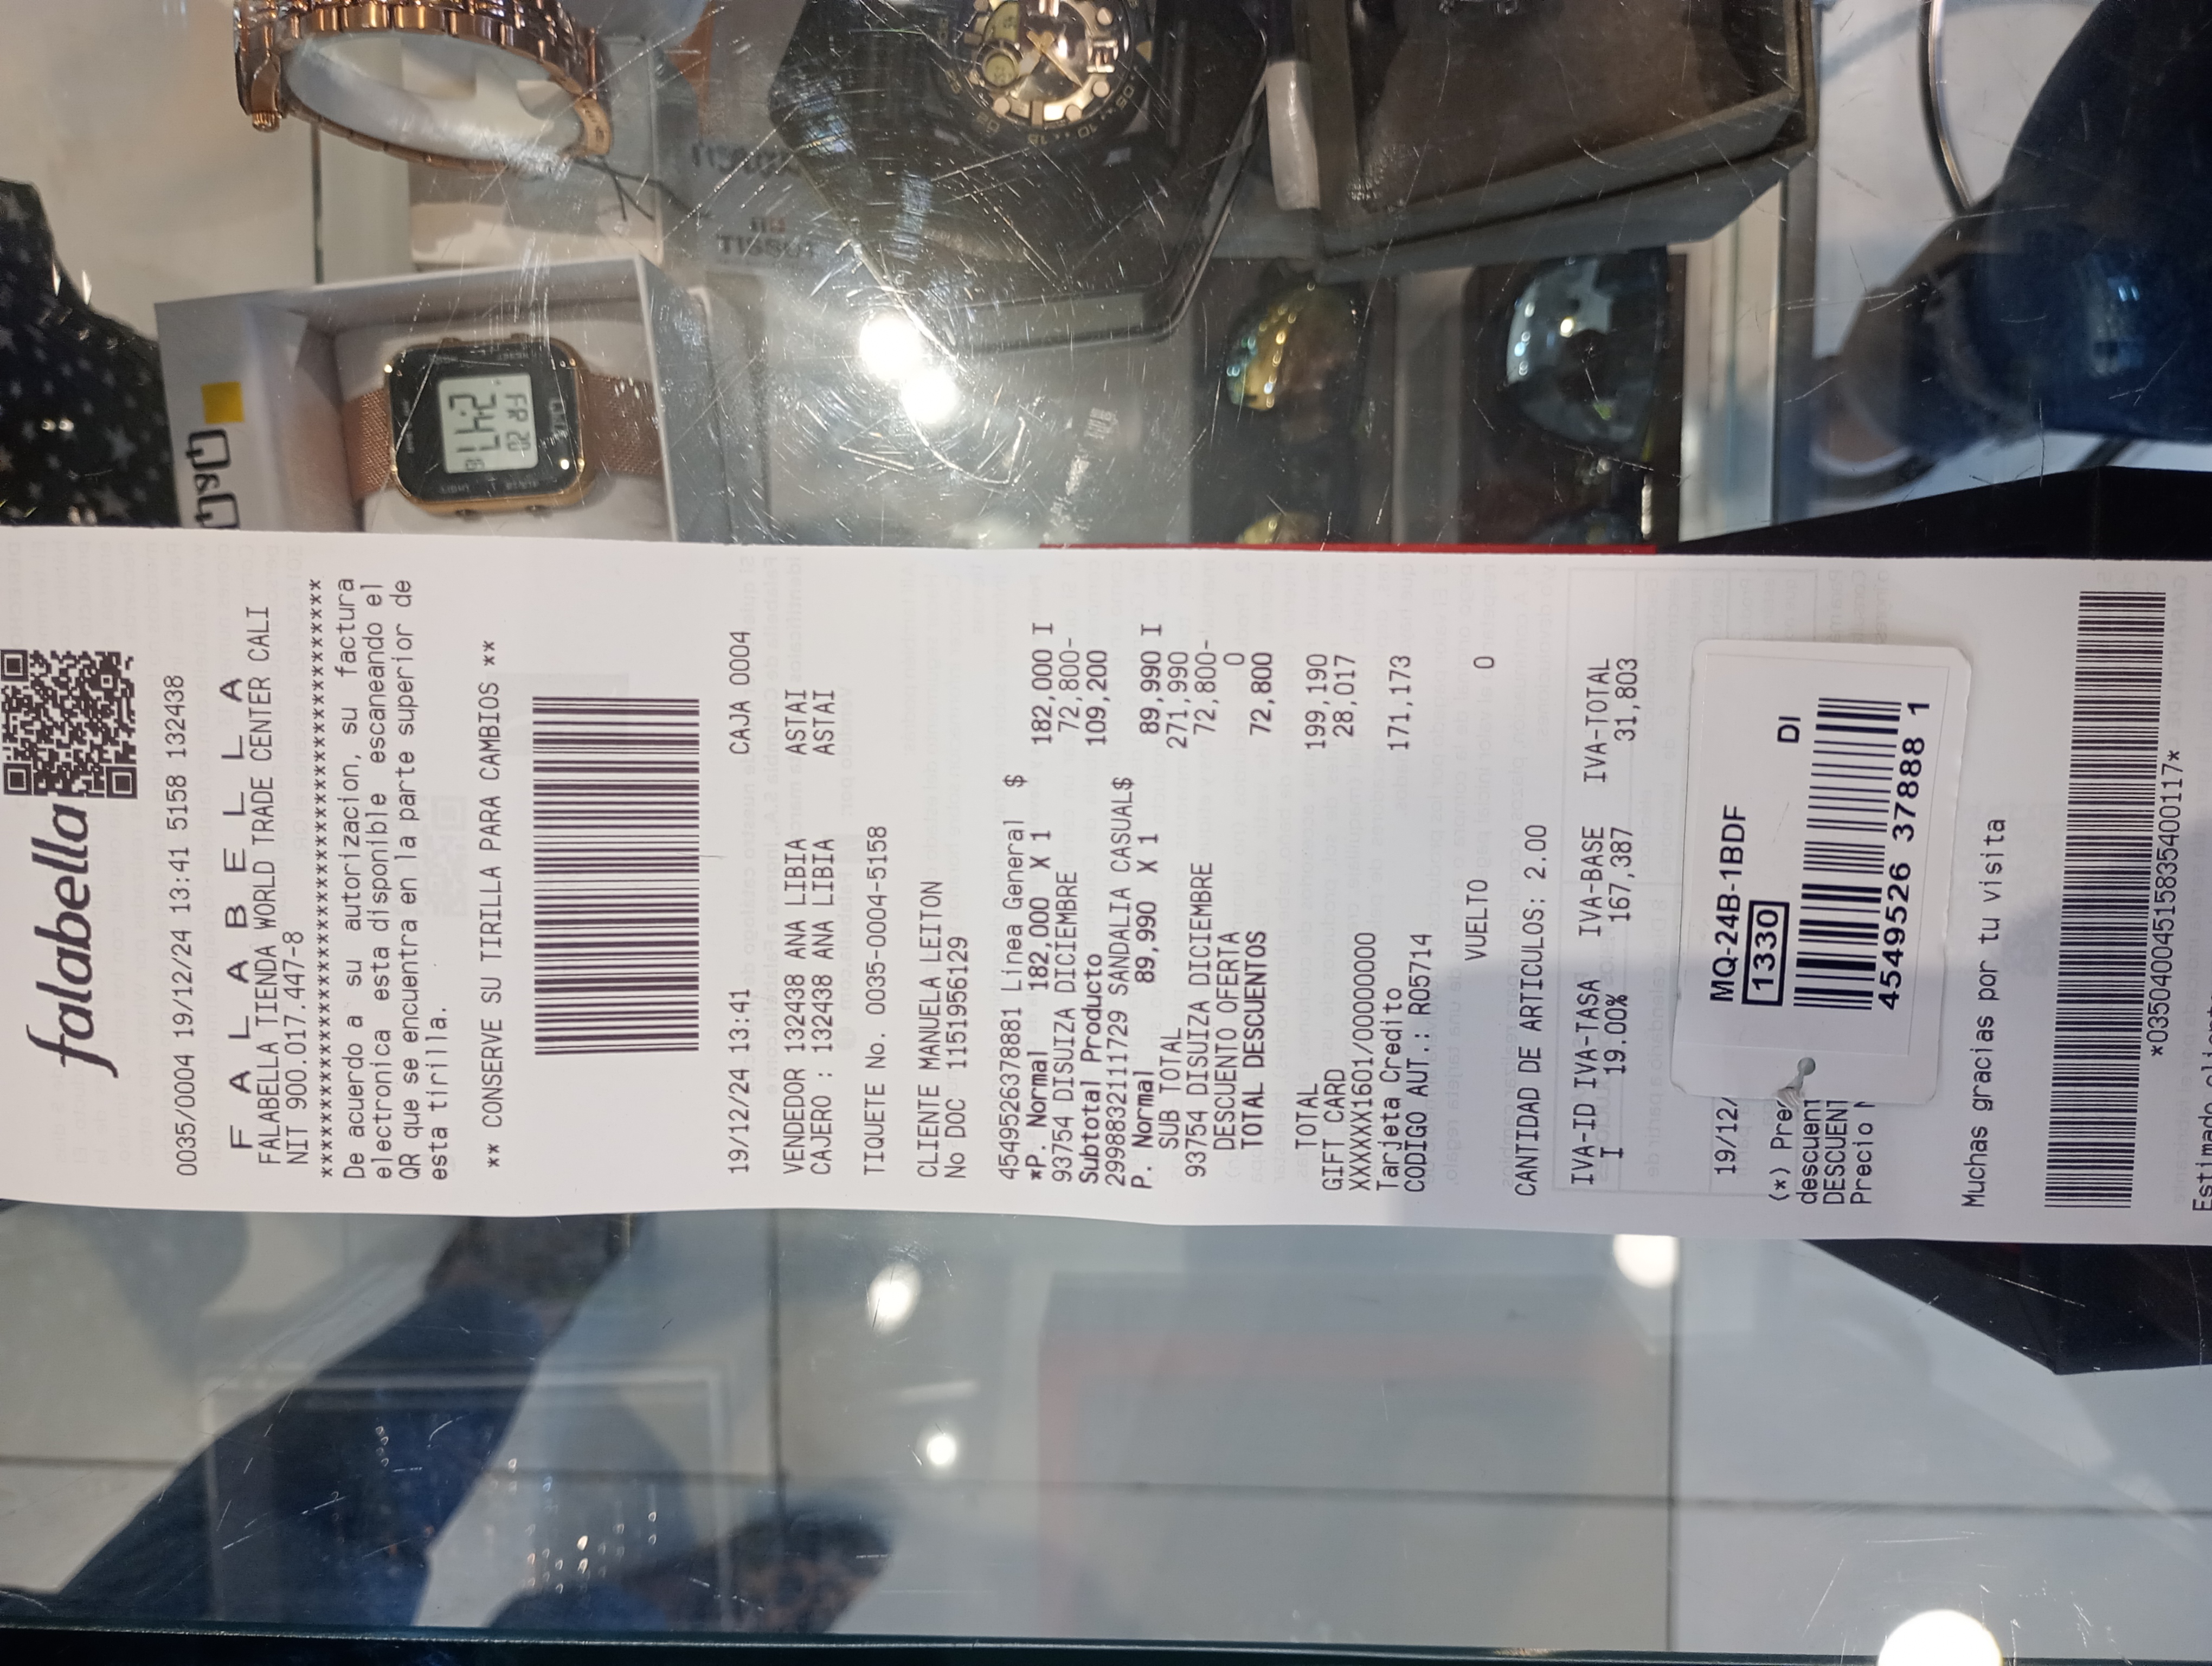 falabella
0035/0004 19/12/24 13:41 5158 132438
F A L A B E L L A
FALABELLA TIENDA WORLD TRADE CENTER CALI
NIT 900.017.447-8
****************************************
De acuerdo a su autorizacion, su factura
electronica esta disponible escaneando el
QR que se encuentra en la parte superior de
esta tirilla.
** CONSERVE SU TIRILLA PARA CAMBIOS **
19/12/24 13:41 CAJA 0004
VENDEDOR 132438 ANA LIBIA ASTAI
CAJERO : 132438 ANA LIBIA ASTAI
TIQUETE No. 0035-0004-5158
CLIENTE MANUELA LEITON
No DOC 1151956129
4549526378881 Linea General $ 182,000 I
*P. Normal 182,000 X 1 72,800-
93754 DISUIZA DICIEMBRE 109,200
Subtotal Producto
2998832111729 SANDALIA CASUAL$ 89,990 I
P. Normal 89,990 X 1 271,990
SUB TOTAL 72,800-
93754 DISUIZA DICIEMBRE 0
DESCUENTO OFERTA 72,800
TOTAL DESCUENTOS
TOTAL 199,190
GIFT CARD 28,017
XXXXXX1601/00000000
Tarjeta Credito 171,173
CODIGO AUT.: R05714
VUELTO 0
CANTIDAD DE ARTICULOS: 2.00
IVA-ID IVA-TASA IVA-BASE IVA-TOTAL
I 19.00% 167,387 31,803
19/12/
(*) Pre
descuent
DESCUENT
Precio
MQ-24B-1BDF
1330 DI
4549526 37888 1
Muchas gracias por tu visita
*03504000451583540​0117*
TISSOT
Q&Q
FR 20